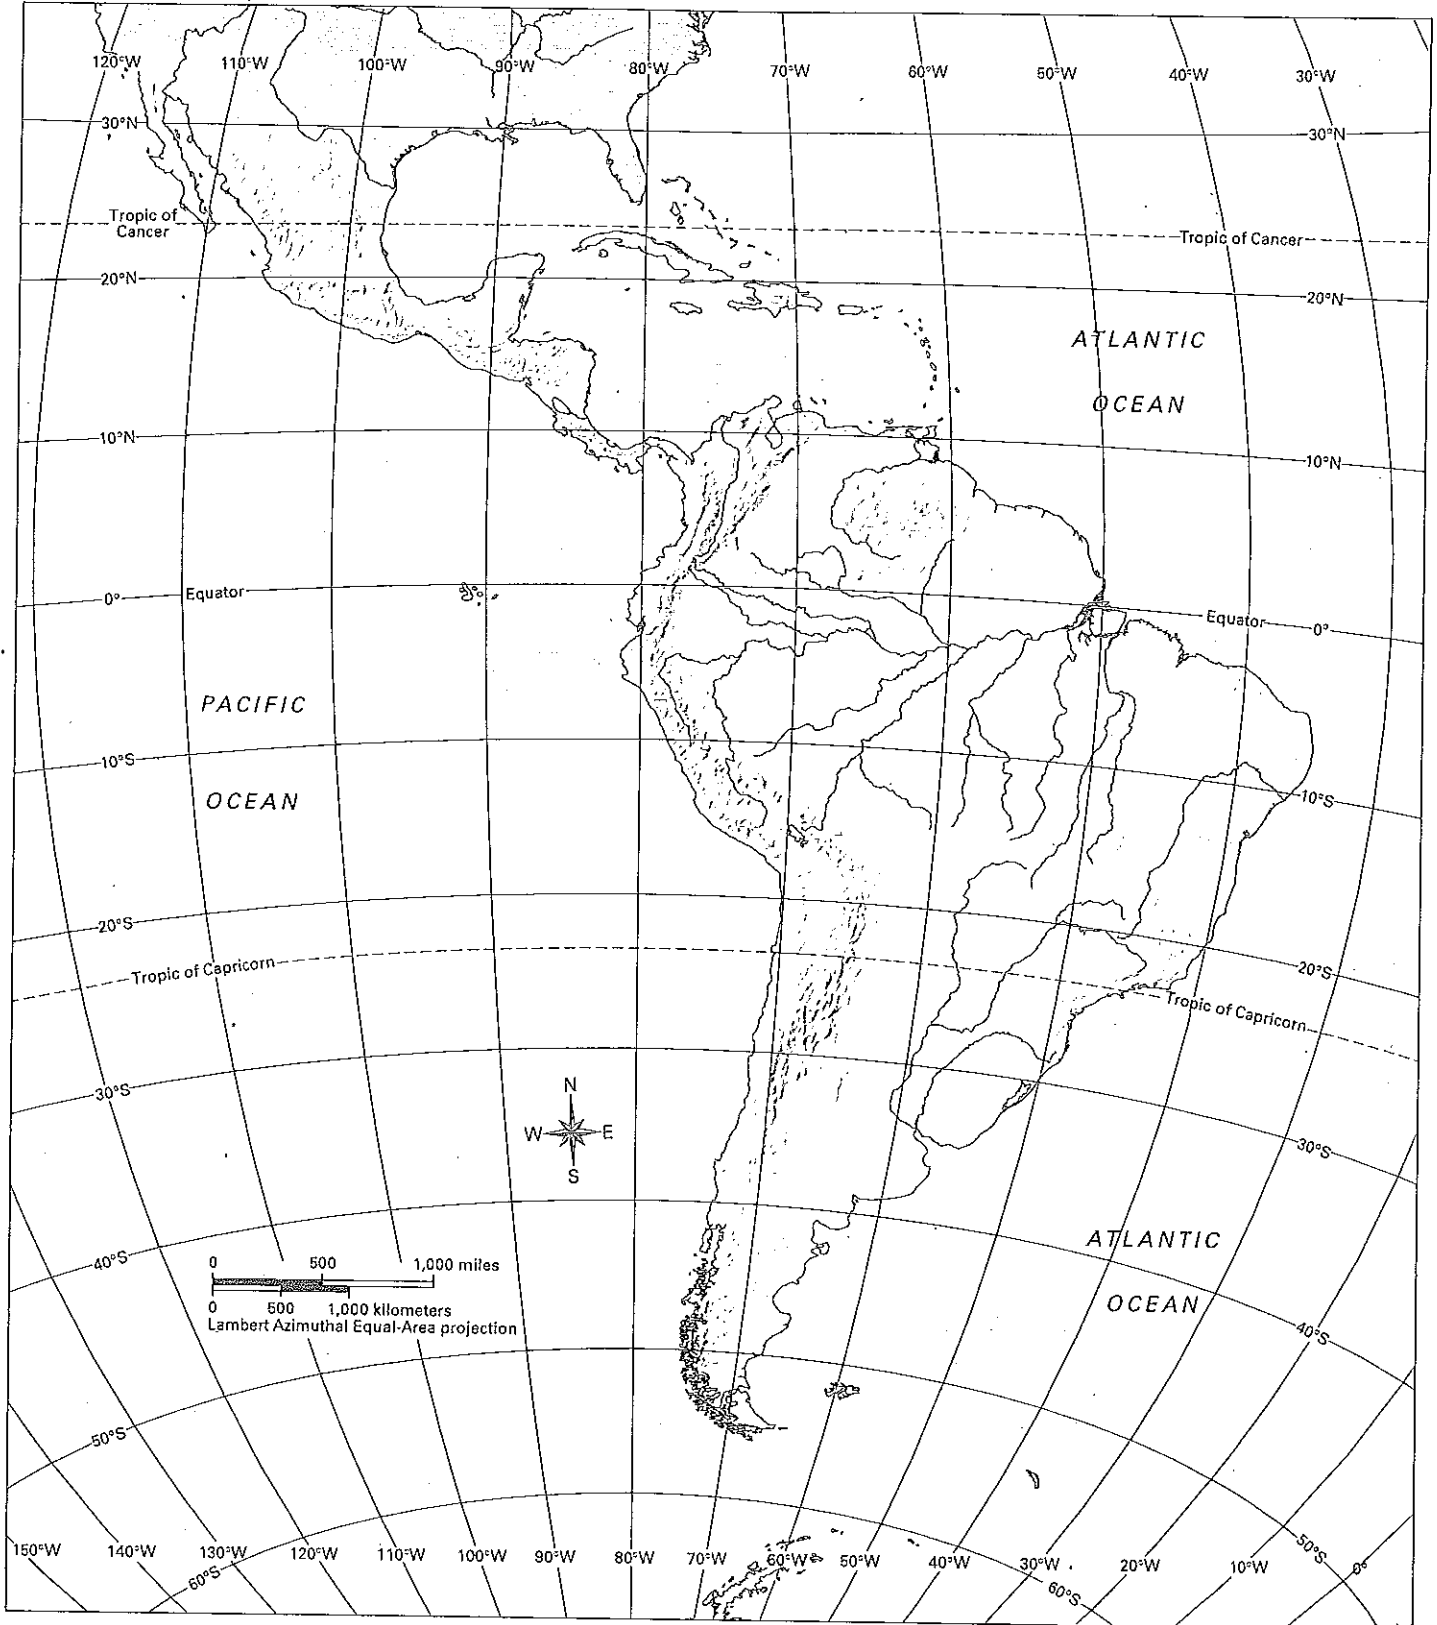 120°W 110°W 100°W 90°W 80°W 70°W 60°W 50°W 40°W 30°W
30°N 30°N
Tropic of
Cancer
Tropic of Cancer
20°N 20°N
ATLANTIC
OCEAN
10°N 10°N
0° Equator
Equator 0°
PACIFIC
OCEAN
10°S 10°S
20°S 20°S
Tropic of Capricorn
Tropic of Capricorn
30°S 30°S
N
W E
S
ATLANTIC
OCEAN
40°S 40°S
0 500 1,000 miles
0 500 1,000 kilometers
Lambert Azimuthal Equal-Area projection
50°S 50°S
150°W 140°W 130°W 120°W 110°W 100°W 90°W 80°W 70°W 60°W 50°W 40°W 30°W 20°W 10°W 0°
60°S 60°S